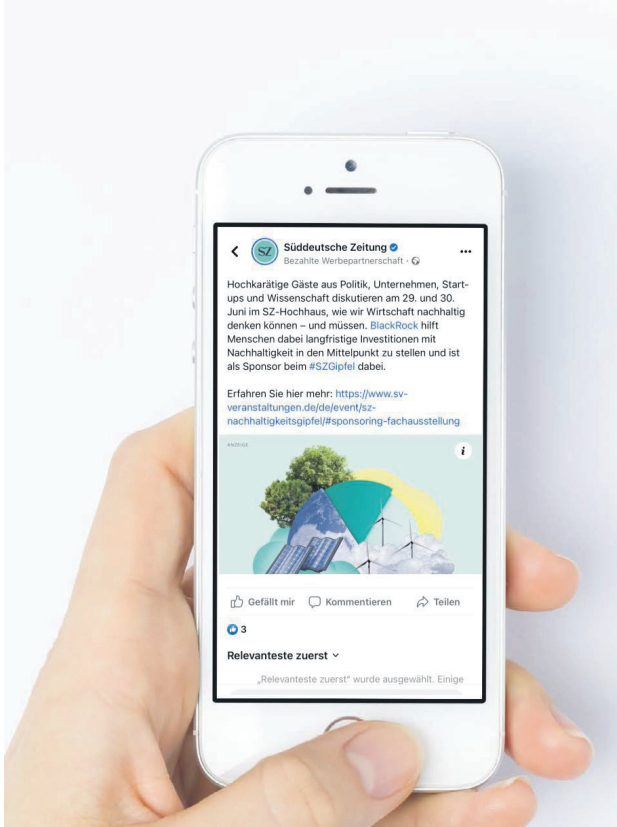 SZ
Süddeutsche Zeitung
Bezahlte Werbepartnerschaft ·
Hochkarätige Gäste aus Politik, Unternehmen, Start-
ups und Wissenschaft diskutieren am 29. und 30.
Juni im SZ-Hochhaus, wie wir Wirtschaft nachhaltig
denken können – und müssen. BlackRock hilft
Menschen dabei langfristige Investitionen mit
Nachhaltigkeit in den Mittelpunkt zu stellen und ist
als Sponsor beim #SZGipfel dabei.
Erfahren Sie hier mehr: https://www.sv-
veranstaltungen.de/de/event/sz-
nachhaltigkeitsgipfel/#sponsoring-fachausstellung
ANZEIGE
i
Gefällt mir Kommentieren Teilen
3
Relevanteste zuerst
„Relevanteste zuerst" wurde ausgewählt. Einige